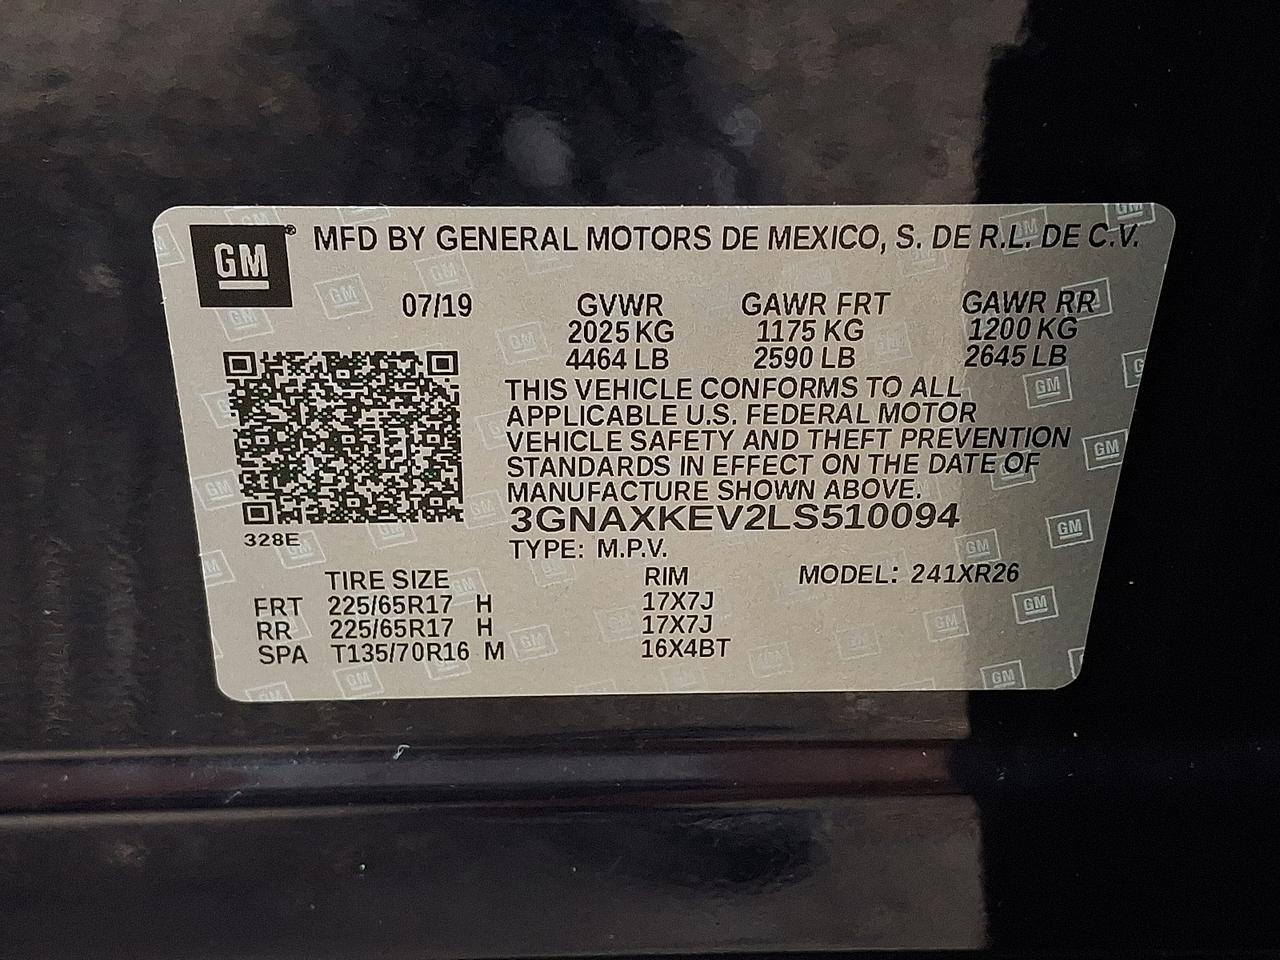 GM® MFD BY GENERAL MOTORS DE MEXICO, S. DE R.L. DE C.V.
07/19 GVWR GAWR FRT GAWR RR
2025 KG 1175 KG 1200 KG
4464 LB 2590 LB 2645 LB
THIS VEHICLE CONFORMS TO ALL
APPLICABLE U.S. FEDERAL MOTOR
VEHICLE SAFETY AND THEFT PREVENTION
STANDARDS IN EFFECT ON THE DATE OF
MANUFACTURE SHOWN ABOVE.
3GNAXKEV2LS510094
328E
TYPE: M.P.V.
TIRE SIZE RIM MODEL: 241XR26
FRT 225/65R17 H 17X7J
RR 225/65R17 H 17X7J
SPA T135/70R16 M 16X4BT